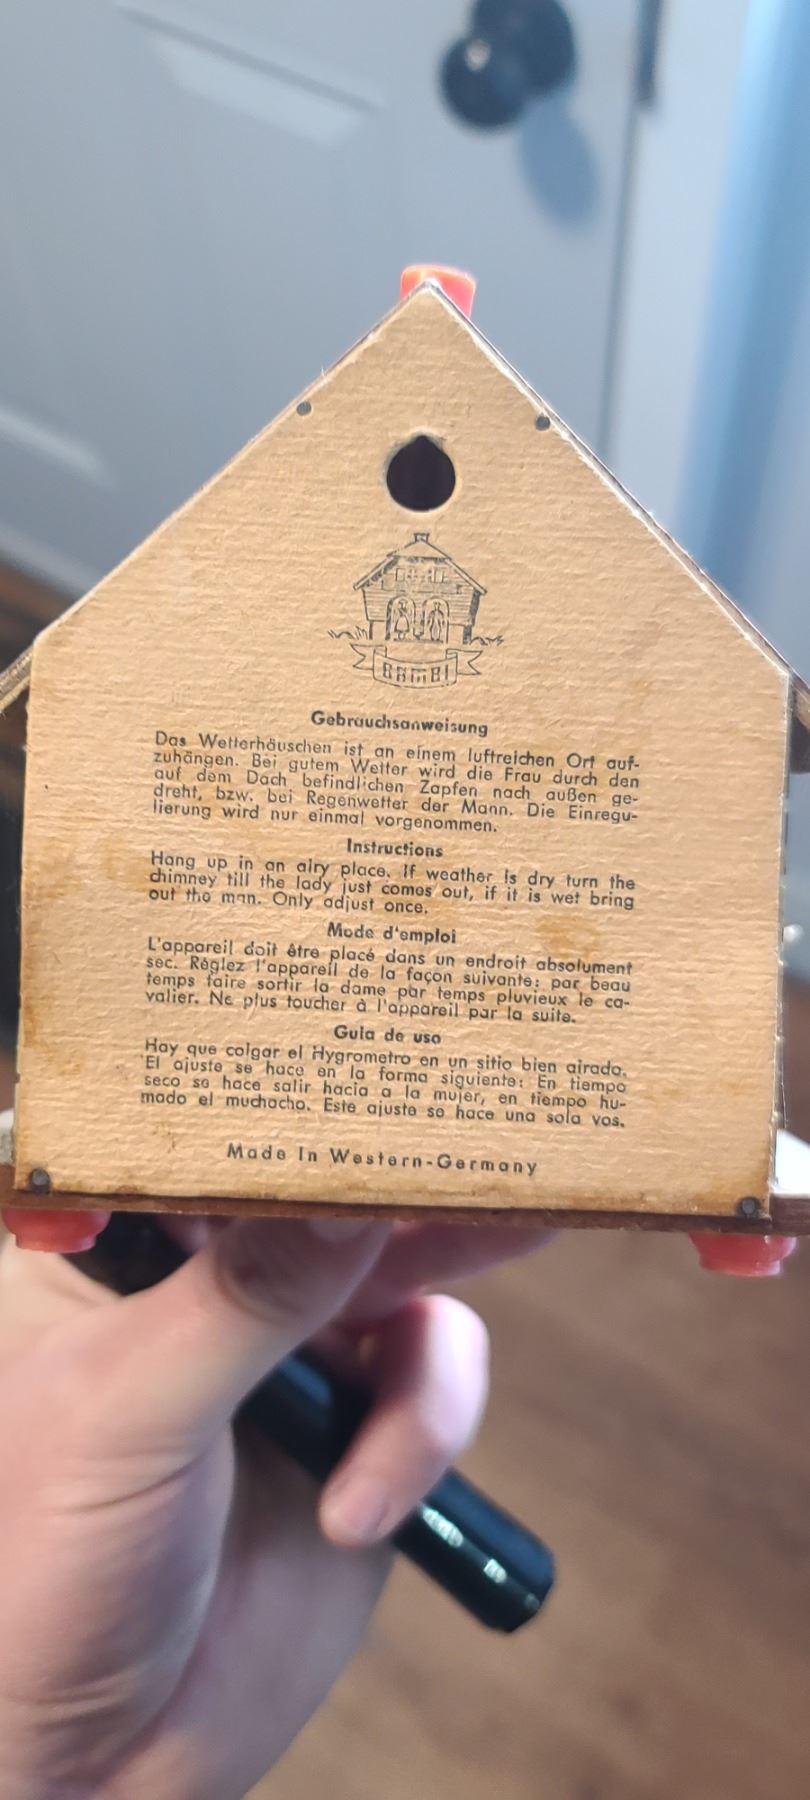 BAMBI
Gebrauchsanweisung
Das Wetterhäuschen ist an einem luftreichen Ort auf-
zuhängen. Bei gutem Wetter wird die Frau durch den
auf dem Dach befindlichen Zapfen nach außen ge-
dreht, bzw. bei Regenwetter der Mann. Die Einregu-
lierung wird nur einmal vorgenommen.
Instructions
Hang up in an airy place. If weather is dry turn the
chimney till the lady just comes out, if it is wet bring
out the man. Only adjust once.
Mode d'emploi
L'appareil doit être placé dans un endroit absolument
sec. Réglez l'appareil de la façon suivante: par beau
temps faire sortir la dame par temps pluvieux le ca-
valier. Ne plus toucher à l'appareil par la suite.
Guia de uso
Hay que colgar el Hygrometro en un sitio bien airado.
El ajuste se hace en la forma siguiente: En tiempo
seco se hace salir hacia a la mujer, en tiempo hu-
mado el muchacho. Este ajuste se hace una sola vos.
Made In Western-Germany